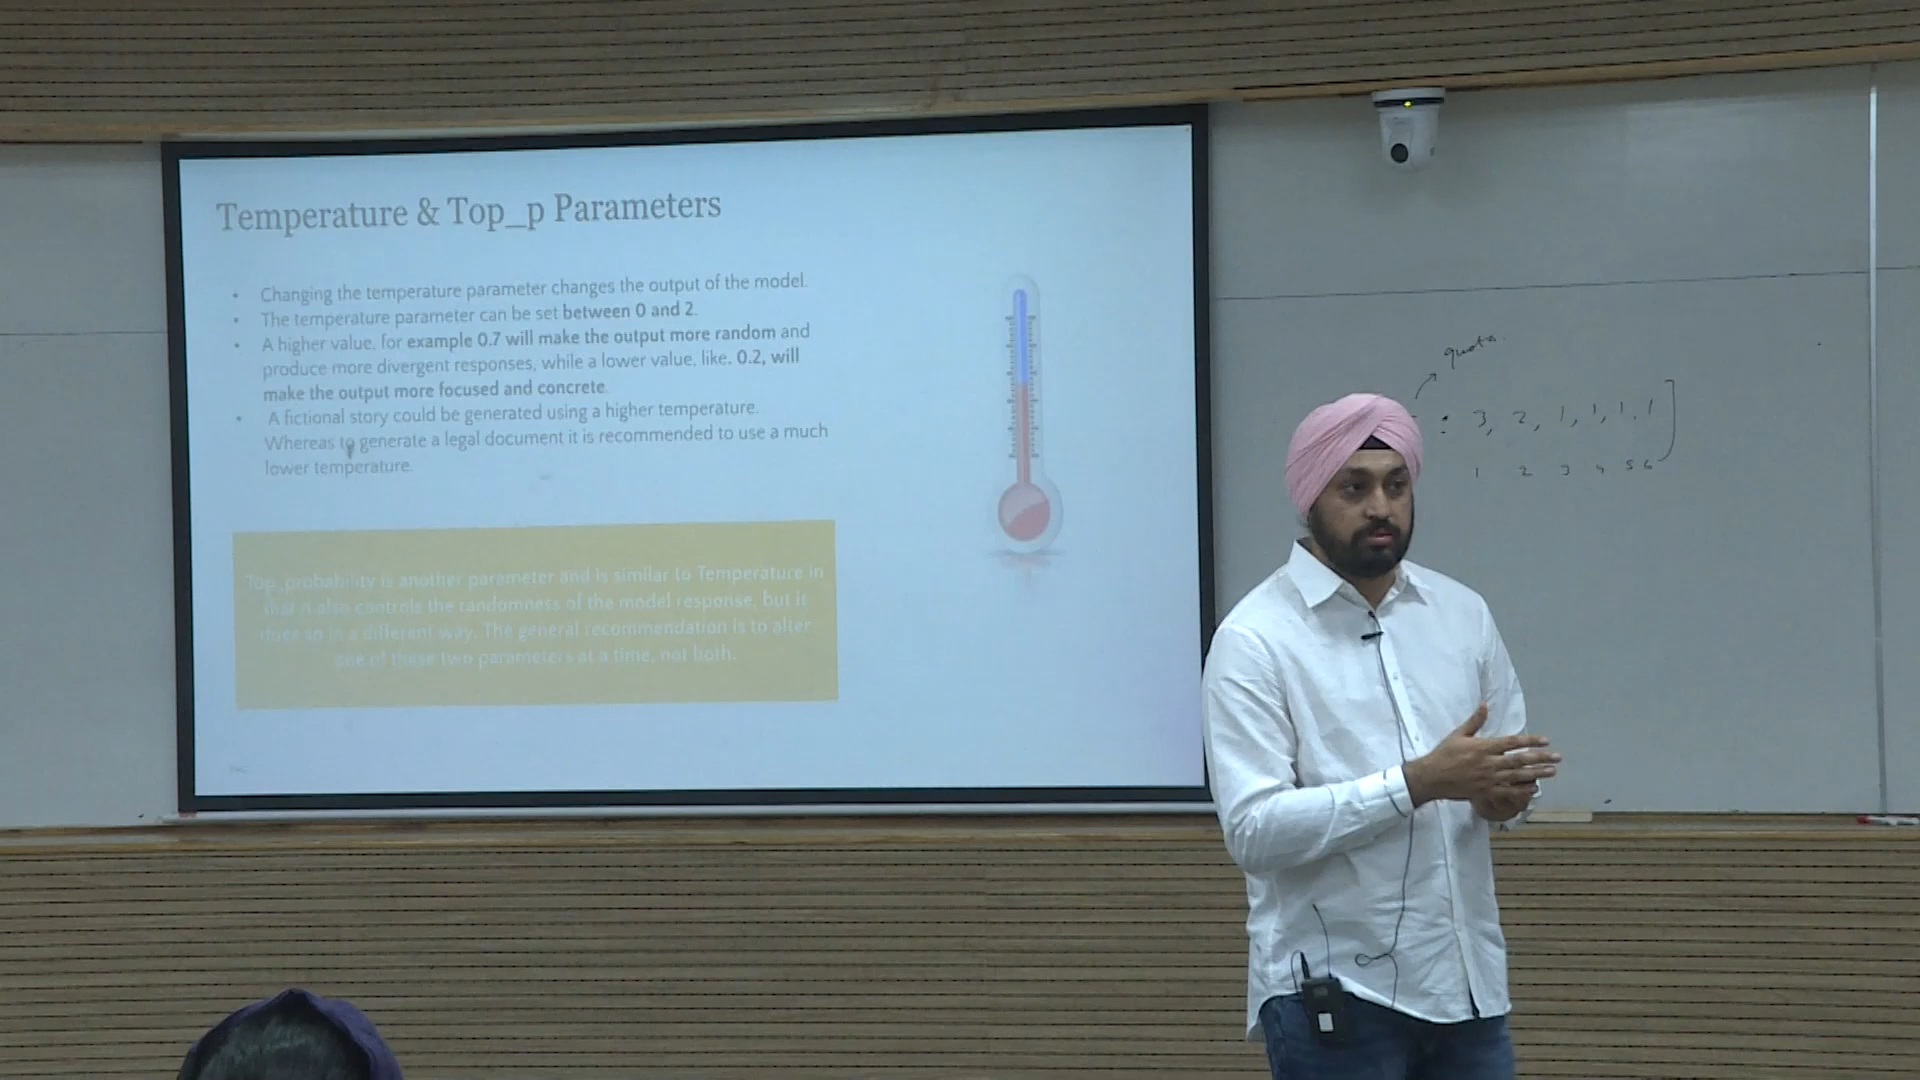 Temperature & Top_p Parameters
• Changing the temperature parameter changes the output of the model.
• The temperature parameter can be set between 0 and 2.
• A higher value, for example 0.7 will make the output more random and
produce more divergent responses, while a lower value, like, 0.2, will
make the output more focused and concrete.
• A fictional story could be generated using a higher temperature.
Whereas to generate a legal document it is recommended to use a much
lower temperature.
Top_probability is another parameter and is similar to Temperature in
that it also controls the randomness of the model response, but it
does so in a different way. The general recommendation is to alter
one of these two parameters at a time, not both.
: 3, 2, 1, 1, 1, 1]
1 2 3 4 5 6